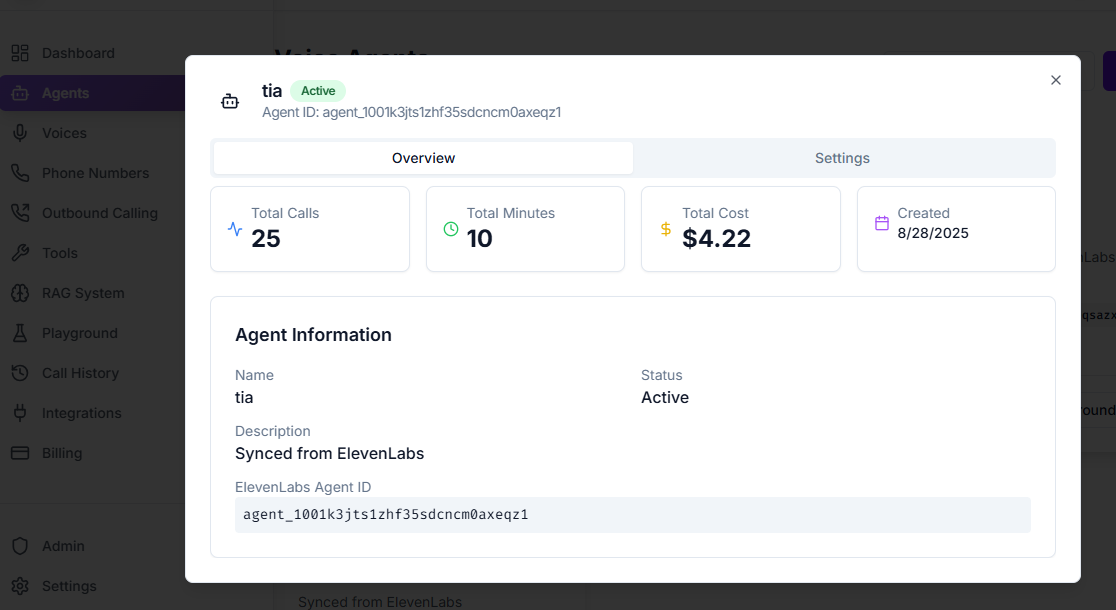 Dashboard
Agents
Voices
Phone Numbers
Outbound Calling
Tools
RAG System
Playground
Call History
Integrations
Billing
Admin
Settings
Voice Agents
tia
Active
Agent ID: agent_1001k3jts1zhf35sdcncm0axeqz1
Overview
Settings
Total Calls
25
Total Minutes
10
Total Cost
$4.22
Created
8/28/2025
Agent Information
Name
tia
Status
Active
Description
Synced from ElevenLabs
ElevenLabs Agent ID
agent_1001k3jts1zhf35sdcncm0axeqz1
Labs
qsazx
ound
Synced from ElevenLabs